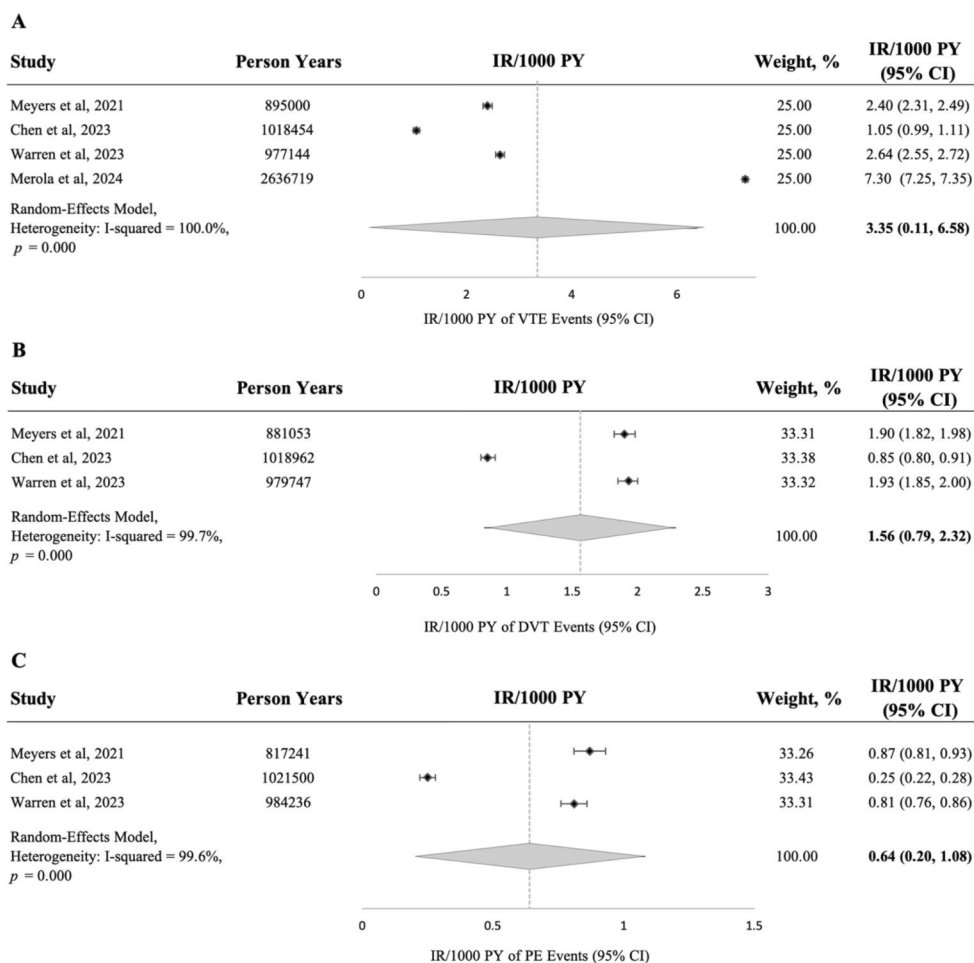 A
Study Person Years IR/1000 PY Weight, % IR/1000 PY (95% CI)
Meyers et al, 2021 895000 25.00 2.40 (2.31, 2.49)
Chen et al, 2023 1018454 25.00 1.05 (0.99, 1.11)
Warren et al, 2023 977144 25.00 2.64 (2.55, 2.72)
Merola et al, 2024 2636719 25.00 7.30 (7.25, 7.35)
Random-Effects Model,
Heterogeneity: I-squared = 100.0%, 100.00 3.35 (0.11, 6.58)
p = 0.000
0 2 4 6
IR/1000 PY of VTE Events (95% CI)
B
Study Person Years IR/1000 PY Weight, % IR/1000 PY (95% CI)
Meyers et al, 2021 881053 33.31 1.90 (1.82, 1.98)
Chen et al, 2023 1018962 33.38 0.85 (0.80, 0.91)
Warren et al, 2023 979747 33.32 1.93 (1.85, 2.00)
Random-Effects Model,
Heterogeneity: I-squared = 99.7%, 100.00 1.56 (0.79, 2.32)
p = 0.000
0 0.5 1 1.5 2 2.5 3
IR/1000 PY of DVT Events (95% CI)
C
Study Person Years IR/1000 PY Weight, % IR/1000 PY (95% CI)
Meyers et al, 2021 817241 33.26 0.87 (0.81, 0.93)
Chen et al, 2023 1021500 33.43 0.25 (0.22, 0.28)
Warren et al, 2023 984236 33.31 0.81 (0.76, 0.86)
Random-Effects Model,
Heterogeneity: I-squared = 99.6%, 100.00 0.64 (0.20, 1.08)
p = 0.000
0 0.5 1 1.5
IR/1000 PY of PE Events (95% CI)